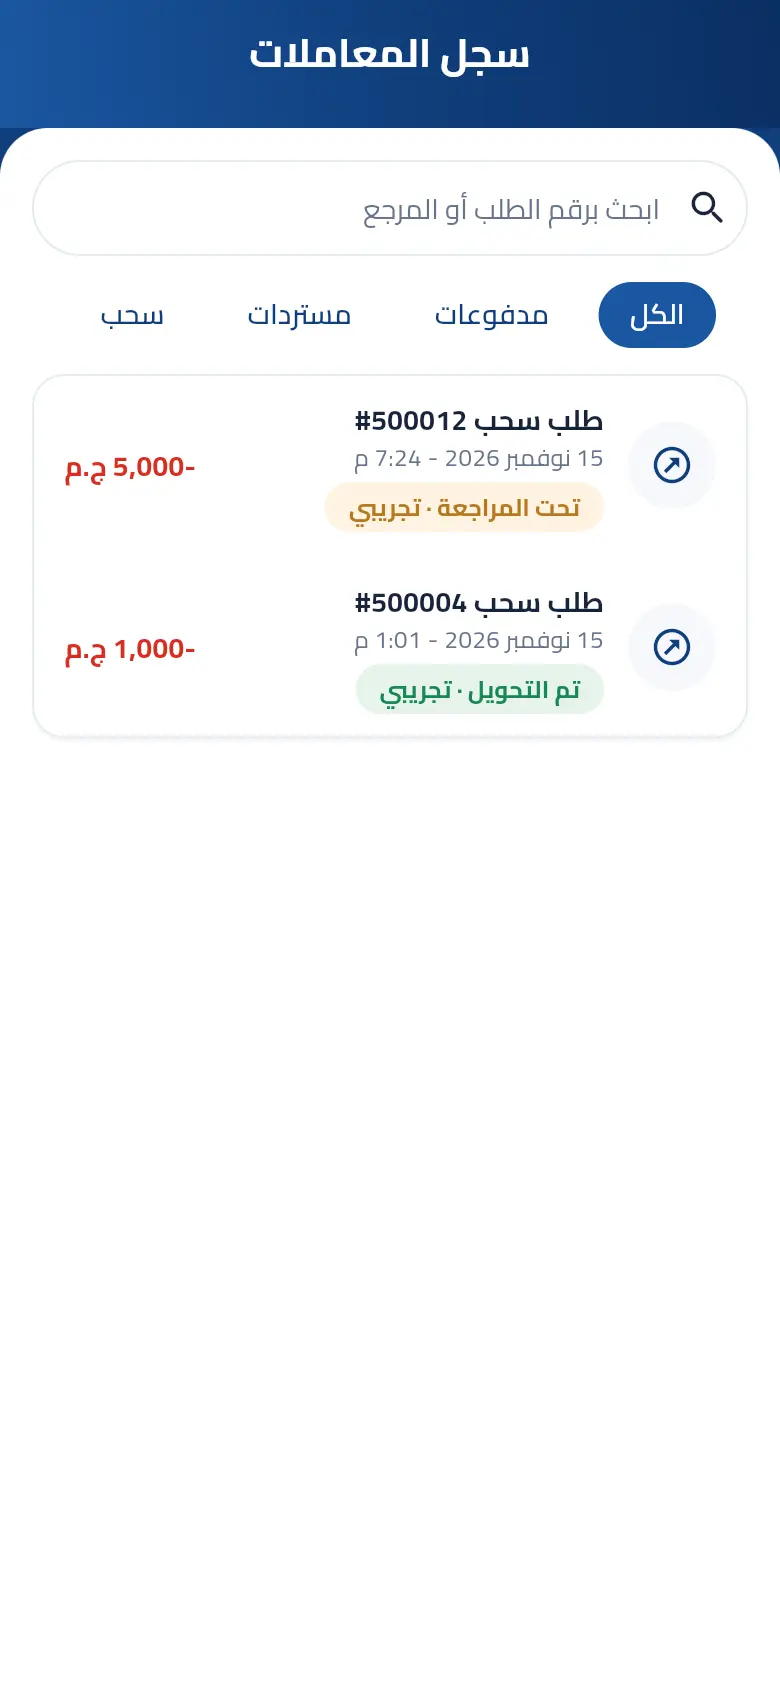 سجل المعاملات
ابحث برقم الطلب أو المرجع
الكل
مدفوعات
مستردات
سحب
طلب سحب 500012#
15 نوفمبر 2026 - 7:24 م
تحت المراجعة · تجريبي
-5,000 ج.م
طلب سحب 500004#
15 نوفمبر 2026 - 1:01 م
تم التحويل · تجريبي
-1,000 ج.م